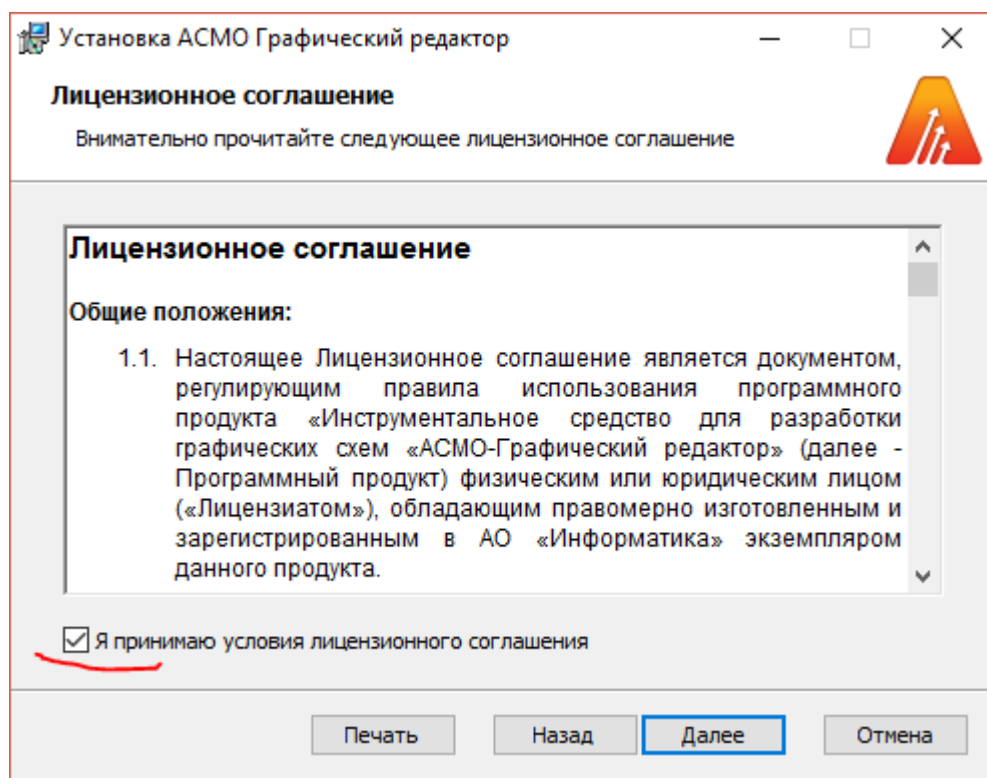 Установка АСМО Графический редактор
Лицензионное соглашение
Внимательно прочитайте следующее лицензионное соглашение
Лицензионное соглашение
Общие положения:
1.1. Настоящее Лицензионное соглашение является документом,
регулирующим правила использования программного
продукта «Инструментальное средство для разработки
графических схем «АСМО-Графический редактор» (далее -
Программный продукт) физическим или юридическим лицом
(«Лицензиатом»), обладающим правомерно изготовленным и
зарегистрированным в АО «Информатика» экземпляром
данного продукта.
Я принимаю условия лицензионного соглашения
Печать Назад Далее Отмена